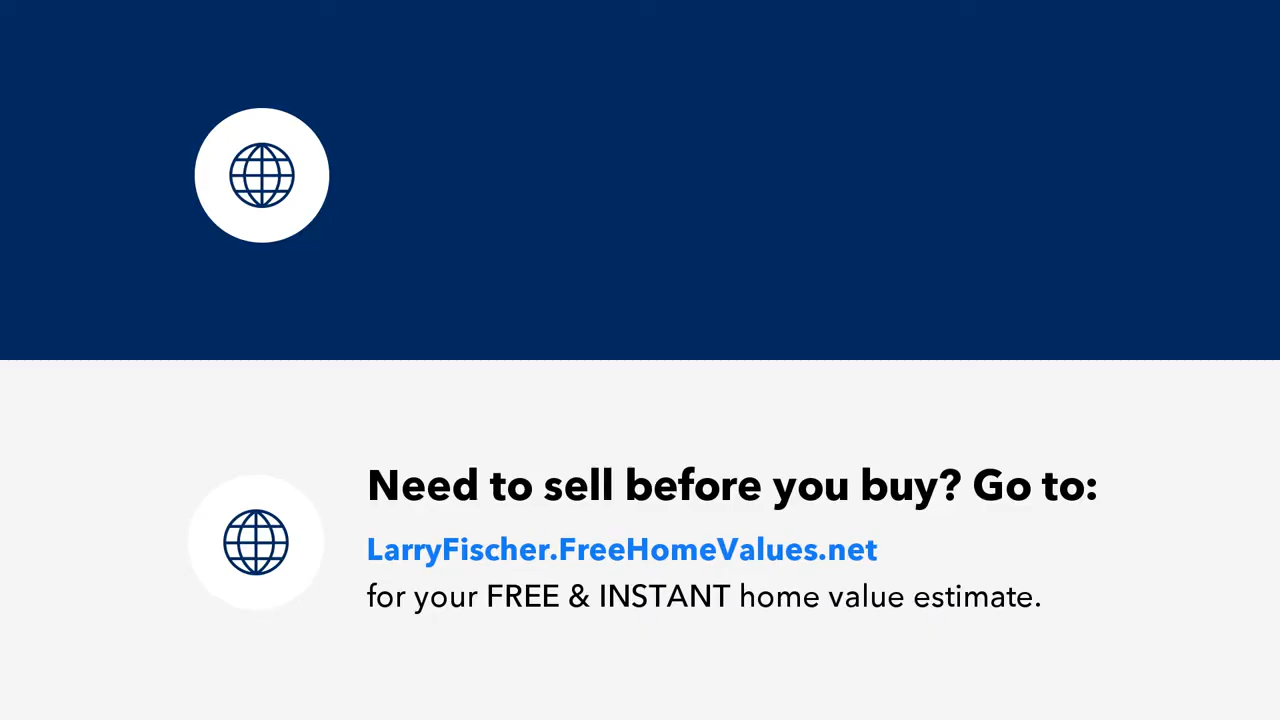 Need to sell before you buy? Go to:
LarryFischer.FreeHomeValues.net
for your FREE & INSTANT home value estimate.